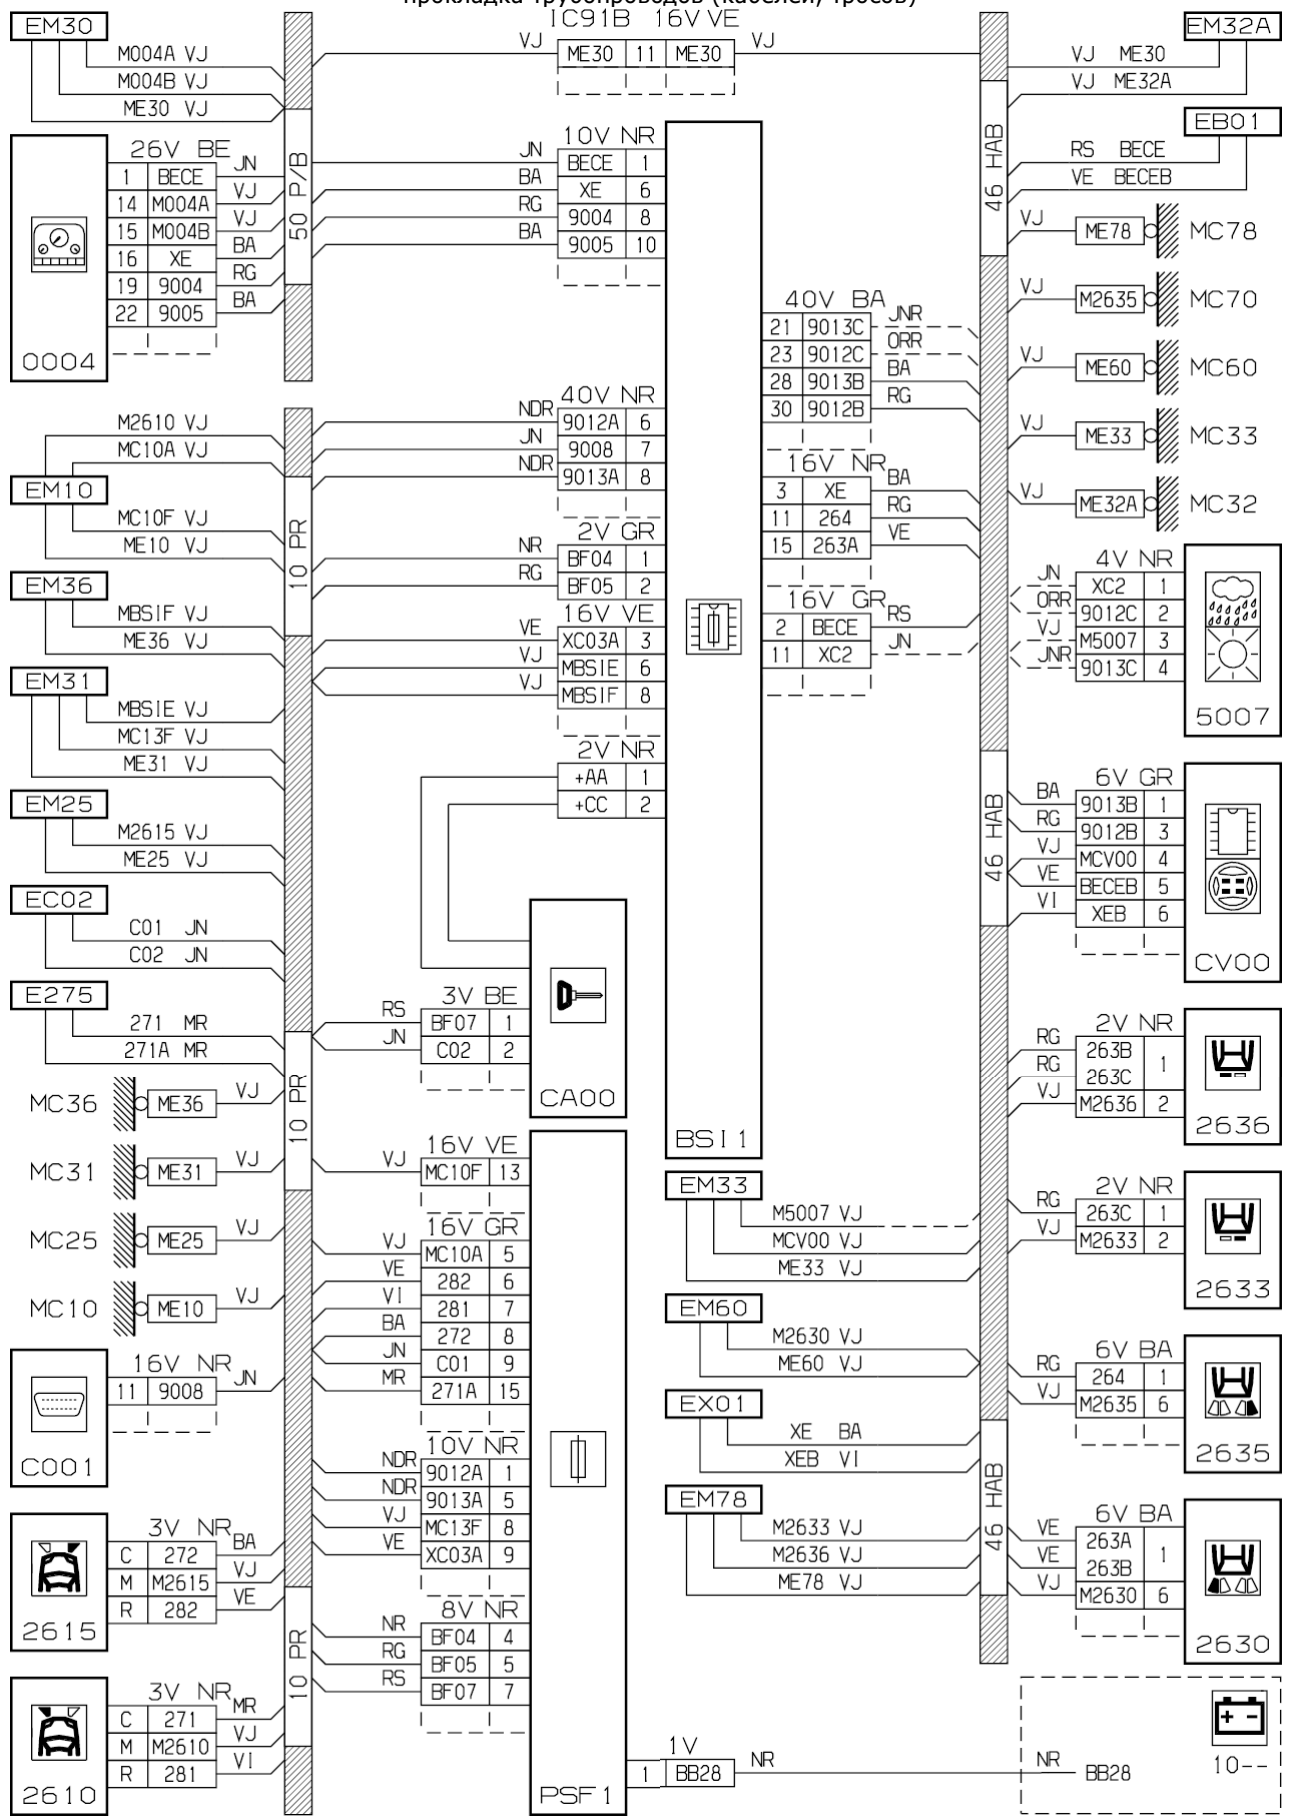 прокладка трубопроводов (кабелей, тросов)
EM30
M004A VJ
M004B VJ
ME30 VJ
IC91B 16V VE
VJ ME30 11 ME30 VJ
EM32A
VJ ME30
VJ ME32A
EB01
RS BECE
VE BECEB
26V BE
1 BECE JN
14 M004A VJ
15 M004B VJ
16 XE BA
19 9004 RG
22 9005 BA
0004
50 P/B
10V NR
JN BECE 1
BA XE 6
RG 9004 8
BA 9005 10
46 HAB
VJ ME78 MC78
VJ M2635 MC70
VJ ME60 MC60
VJ ME33 MC33
VJ ME32A MC32
40V BA
21 9013C JNR
23 9012C ORR
28 9013B BA
30 9012B RG
16V NR
3 XE BA
11 264 RG
15 263A VE
16V GR
2 BECE RS
11 XC2 JN
M2610 VJ
MC10A VJ
EM10
MC10F VJ
ME10 VJ
EM36
MBSIF VJ
ME36 VJ
EM31
MBSIE VJ
MC13F VJ
ME31 VJ
EM25
M2615 VJ
ME25 VJ
EC02
C01 JN
C02 JN
E275
271 MR
271A MR
10 PR
40V NR
NDR 9012A 6
JN 9008 7
NDR 9013A 8
2V GR
NR BF04 1
RG BF05 2
16V VE
VE XC03A 3
VJ MBSIE 6
VJ MBSIF 8
2V NR
+AA 1
+CC 2
BSI1
4V NR
JN XC2 1
ORR 9012C 2
VJ M5007 3
JNR 9013C 4
5007
46 HAB
6V GR
BA 9013B 1
RG 9012B 3
VJ MCV00 4
VE BECEB 5
VI XEB 6
CV00
3V BE
RS BF07 1
JN C02 2
CA00
10 PR
MC36 ME36 VJ
MC31 ME31 VJ
MC25 ME25 VJ
MC10 ME10 VJ
16V VE
VJ MC10F 13
16V GR
VJ MC10A 5
VE 282 6
VI 281 7
BA 272 8
JN C01 9
MR 271A 15
10V NR
NDR 9012A 1
NDR 9013A 5
VJ MC13F 8
VE XC03A 9
8V NR
NR BF04 4
RG BF05 5
RS BF07 7
PSF1
1V
1 BB28 NR
2V NR
RG 263B 1
RG 263C
VJ M2636 2
2636
EM33
M5007 VJ
MCV00 VJ
ME33 VJ
2V NR
RG 263C 1
VJ M2633 2
2633
EM60
M2630 VJ
ME60 VJ
6V BA
RG 264 1
VJ M2635 6
2635
EX01
XE BA
XEB VI
EM78
M2633 VJ
M2636 VJ
ME78 VJ
46 HAB
6V BA
VE 263A 1
VE 263B
VJ M2630 6
2630
16V NR
11 9008 JN
C001
3V NR
C 272 BA
M M2615 VJ
R 282 VE
2615
10 PR
3V NR
C 271 MR
M M2610 VJ
R 281 VI
2610
NR BB28
+ -
10--